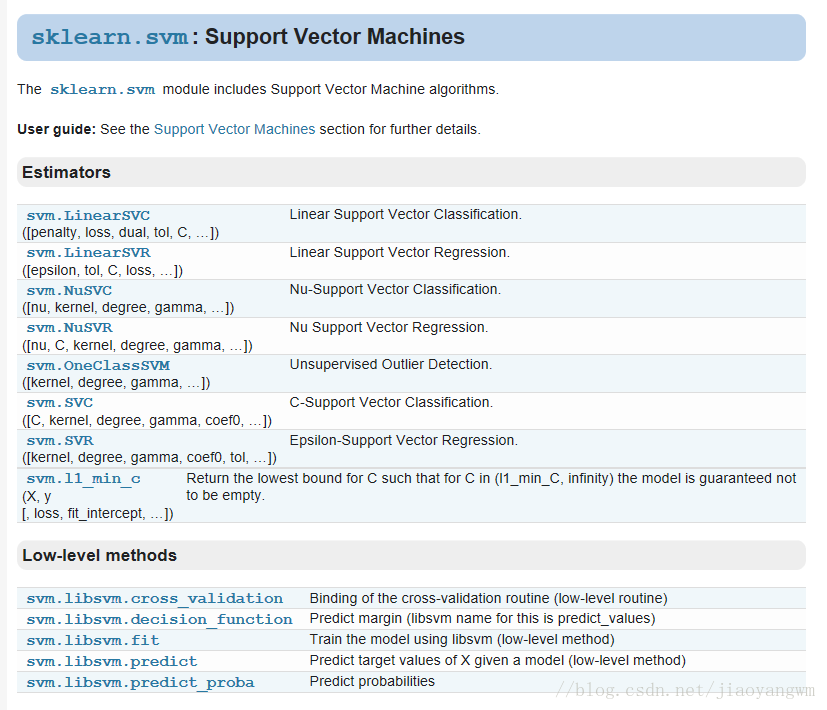 sklearn.svm: Support Vector Machines
The sklearn.svm module includes Support Vector Machine algorithms.
User guide: See the Support Vector Machines section for further details.
Estimators
svm.LinearSVC Linear Support Vector Classification.
([penalty, loss, dual, tol, C, …])
svm.LinearSVR Linear Support Vector Regression.
([epsilon, tol, C, loss, …])
svm.NuSVC Nu-Support Vector Classification.
([nu, kernel, degree, gamma, …])
svm.NuSVR Nu Support Vector Regression.
([nu, C, kernel, degree, gamma, …])
svm.OneClassSVM Unsupervised Outlier Detection.
([kernel, degree, gamma, …])
svm.SVC C-Support Vector Classification.
([C, kernel, degree, gamma, coef0, …])
svm.SVR Epsilon-Support Vector Regression.
([kernel, degree, gamma, coef0, tol, …])
svm.l1_min_c Return the lowest bound for C such that for C in (l1_min_C, infinity) the model is guaranteed not
(X, y to be empty.
[, loss, fit_intercept, …])
Low-level methods
svm.libsvm.cross_validation Binding of the cross-validation routine (low-level routine)
svm.libsvm.decision_function Predict margin (libsvm name for this is predict_values)
svm.libsvm.fit Train the model using libsvm (low-level method)
svm.libsvm.predict Predict target values of X given a model (low-level method)
svm.libsvm.predict_proba Predict probabilities
//blog.csdn.net/jiaoyangwm